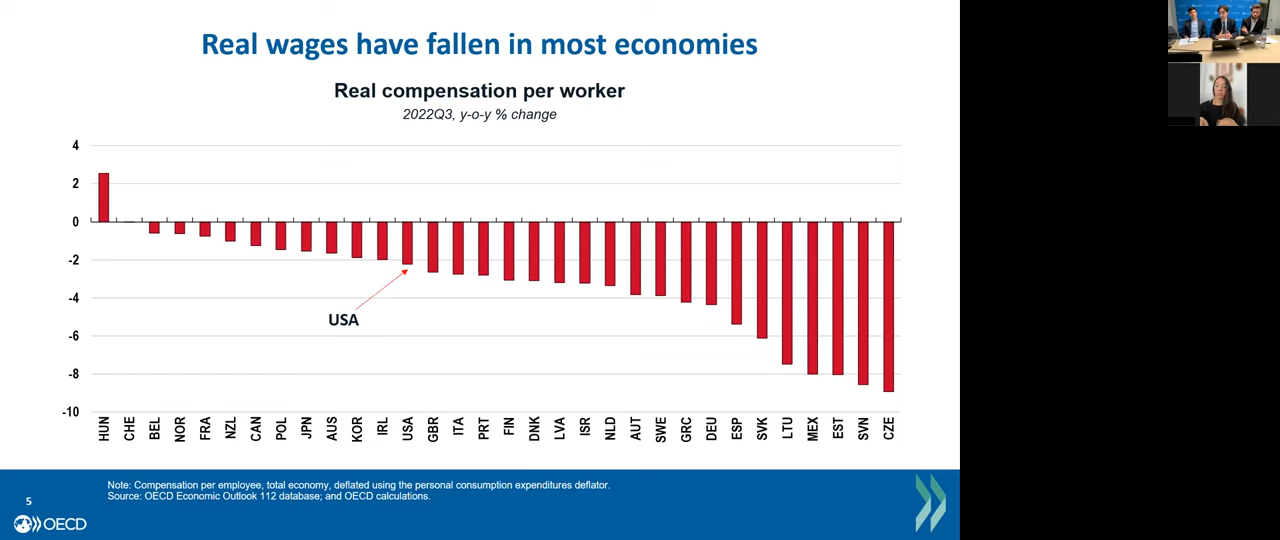 Real wages have fallen in most economies
Real compensation per worker
2022Q3, y-o-y % change
4
2
0
-2
-4
-6
-8
-10
USA
HUN CHE BEL NOR FRA NZL CAN POL JPN AUS KOR IRL USA GBR ITA PRT FIN DNK LVA ISR NLD AUT SWE GRC DEU ESP SVK LTU MEX EST SVN CZE
Note: Compensation per employee, total economy, deflated using the personal consumption expenditures deflator.
Source: OECD Economic Outlook 112 database; and OECD calculations.
5
OECD